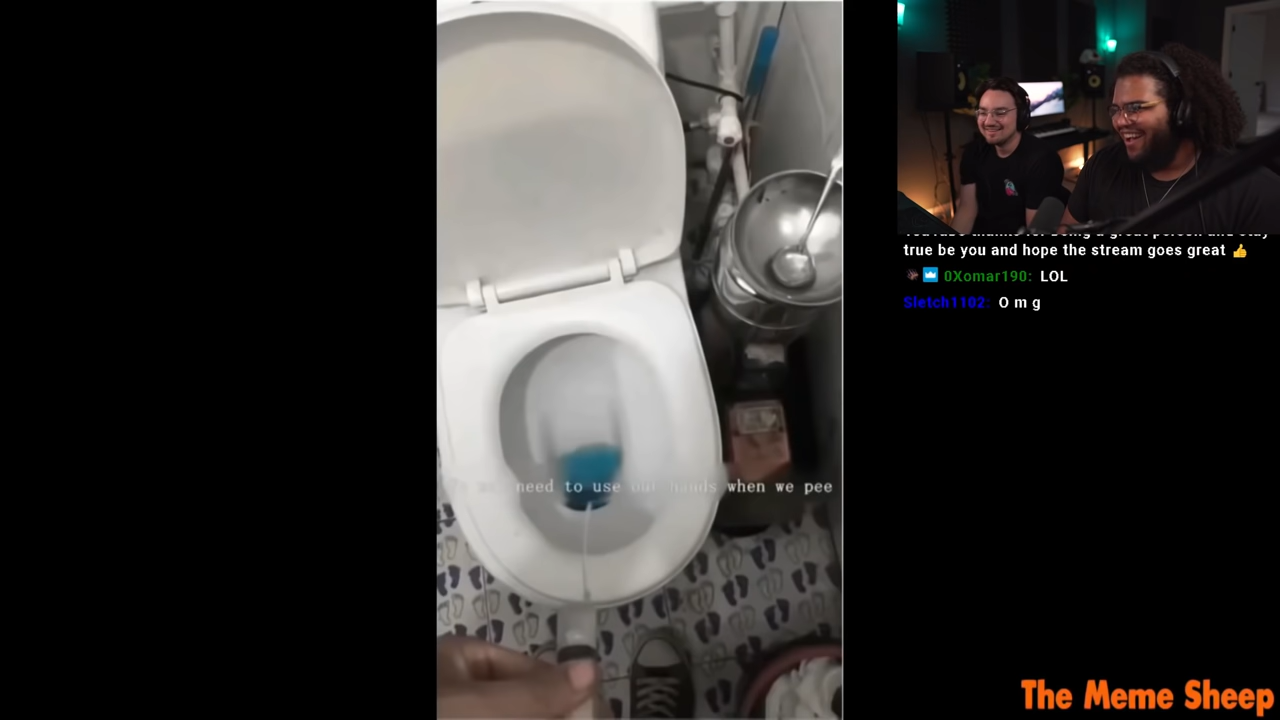 need to use our hands when we pee
true be you and hope the stream goes great 👍
0Xomar190: LOL
Sletch1102: O m g
The Meme Sheep